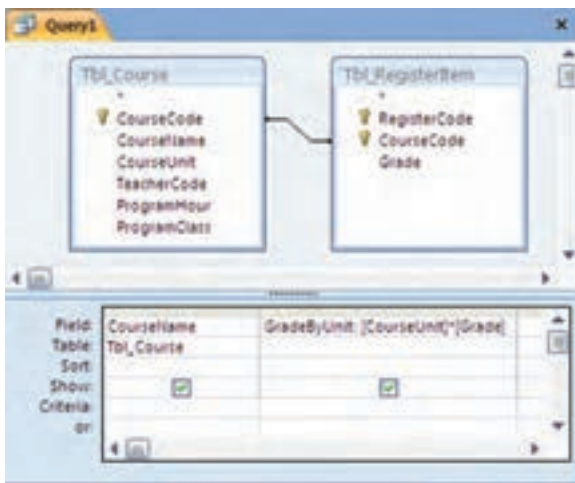 Query1
Tbl_Course
*
CourseCode
CourseName
CourseUnit
TeacherCode
ProgramHour
ProgramClass
Tbl_RegisterItem
*
RegisterCode
CourseCode
Grade
Field: CourseName GradeByUnit: [CourseUnit]*[Grade]
Table: Tbl_Course
Sort:
Show:
Criteria:
or: